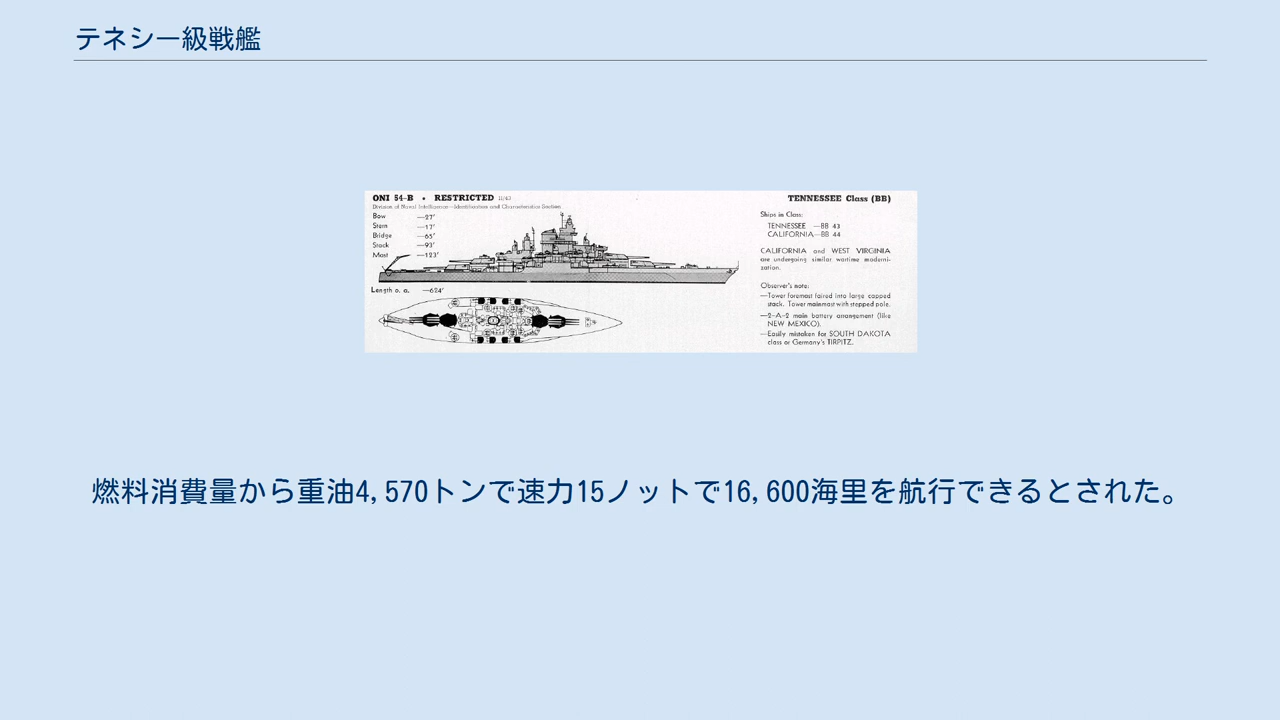 テネシー級戦艦
ONI 54-B • RESTRICTED 11/43
Division of Naval Intelligence—Identification and Characteristics Section
Bow —27'
Stern —17'
Bridge —65'
Stack —93'
Mast —123'
Length o. a. —624'
TENNESSEE Class (BB)
Ships in Class:
TENNESSEE —BB 43
CALIFORNIA—BB 44
CALIFORNIA and WEST VIRGINIA
are undergoing similar wartime moderni-
zation.
Observer's note:
—Tower foremast faired into large capped
stack. Tower mainmast with stepped pole.
—2-A-2 main battery arrangement (like
NEW MEXICO).
—Easily mistaken for SOUTH DAKOTA
class or Germany's TIRPITZ.
燃料消費量から重油4,570トンで速力15ノットで16,600海里を航行できるとされた。